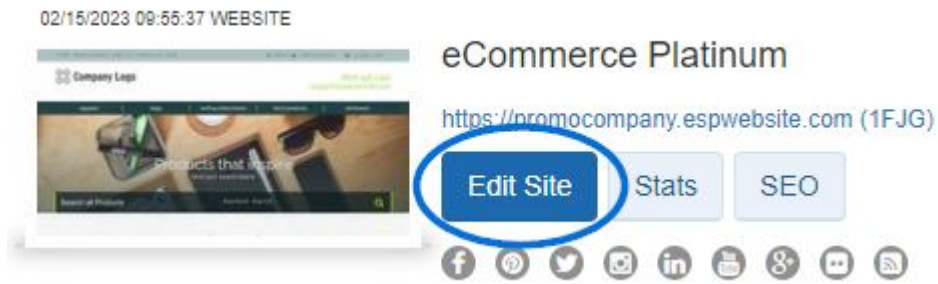 02/15/2023 09:55:37 WEBSITE
Company Logo
Products that inspire
Search all Products
eCommerce Platinum
https://promocompany.espwebsite.com (1FJG)
Edit Site
Stats
SEO